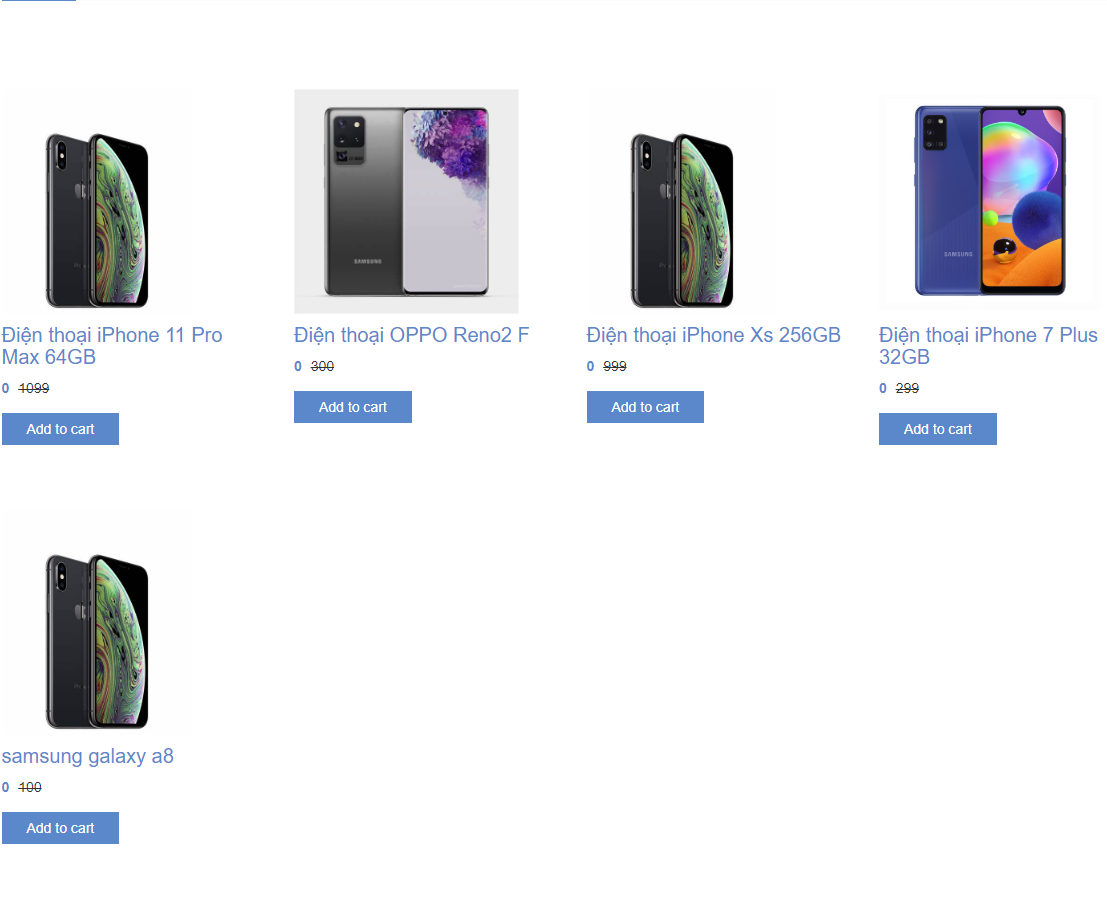 SAMSUNG
SAMSUNG
Điện thoại iPhone 11 Pro
Max 64GB
0 1099
Add to cart
Điện thoại OPPO Reno2 F
0 300
Add to cart
Điện thoại iPhone Xs 256GB
0 999
Add to cart
Điện thoại iPhone 7 Plus
32GB
0 299
Add to cart
samsung galaxy a8
0 100
Add to cart